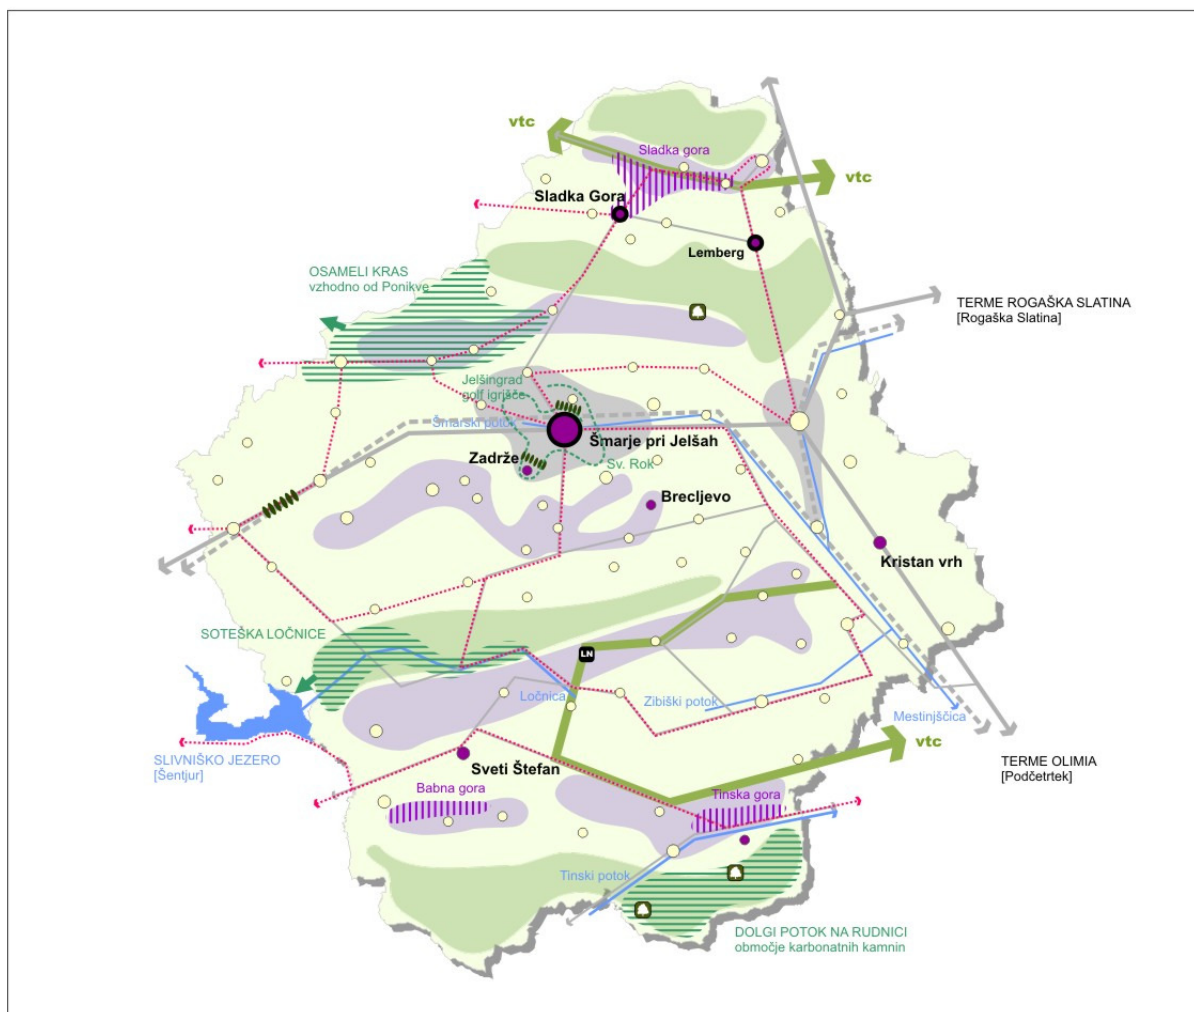 vtc
Sladka gora
vtc
Sladka Gora
Lemberg
OSAMELI KRAS
vzhodno od Ponikve
TERME ROGAŠKA SLATINA
[Rogaška Slatina]
Jelšingrad
golf igrišče
Šmarski potok
Šmarje pri Jelšah
Zadrže
Sv. Rok
Brecljevo
Kristan vrh
SOTEŠKA LOČNICE
LN
Ločnica
Zibiški potok
Mestinjščica
SLIVNIŠKO JEZERO
[Šentjur]
vtc
TERME OLIMIA
[Podčetrtek]
Sveti Štefan
Babna gora
Tinska gora
Tinski potok
DOLGI POTOK NA RUDNICI
območje karbonatnih kamnin